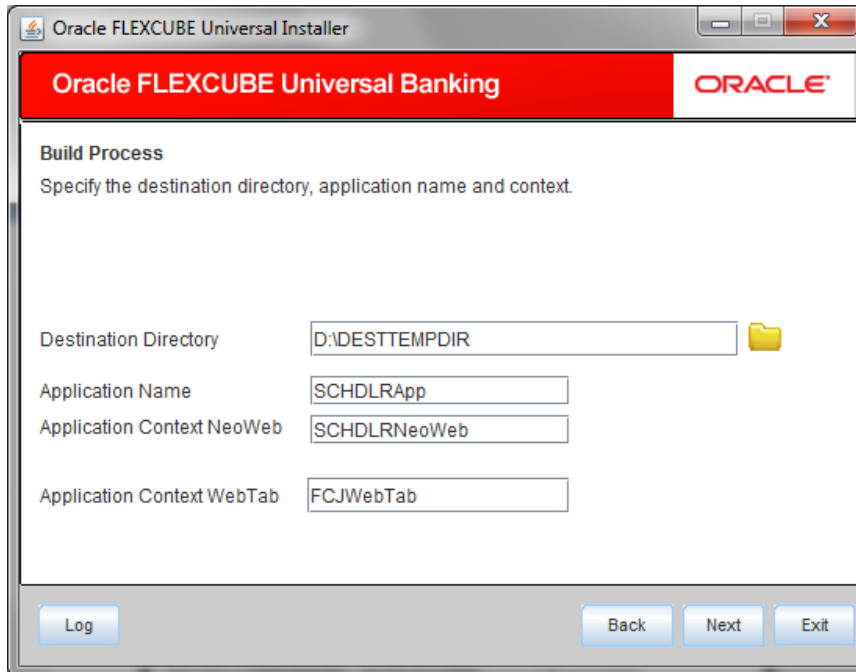 Oracle FLEXCUBE Universal Installer
Oracle FLEXCUBE Universal Banking
ORACLE
Build Process
Specify the destination directory, application name and context.
Destination Directory D:\DESTTEMPDIR
Application Name SCHDLRApp
Application Context NeoWeb SCHDLRNeoWeb
Application Context WebTab FCJWebTab
Log Back Next Exit